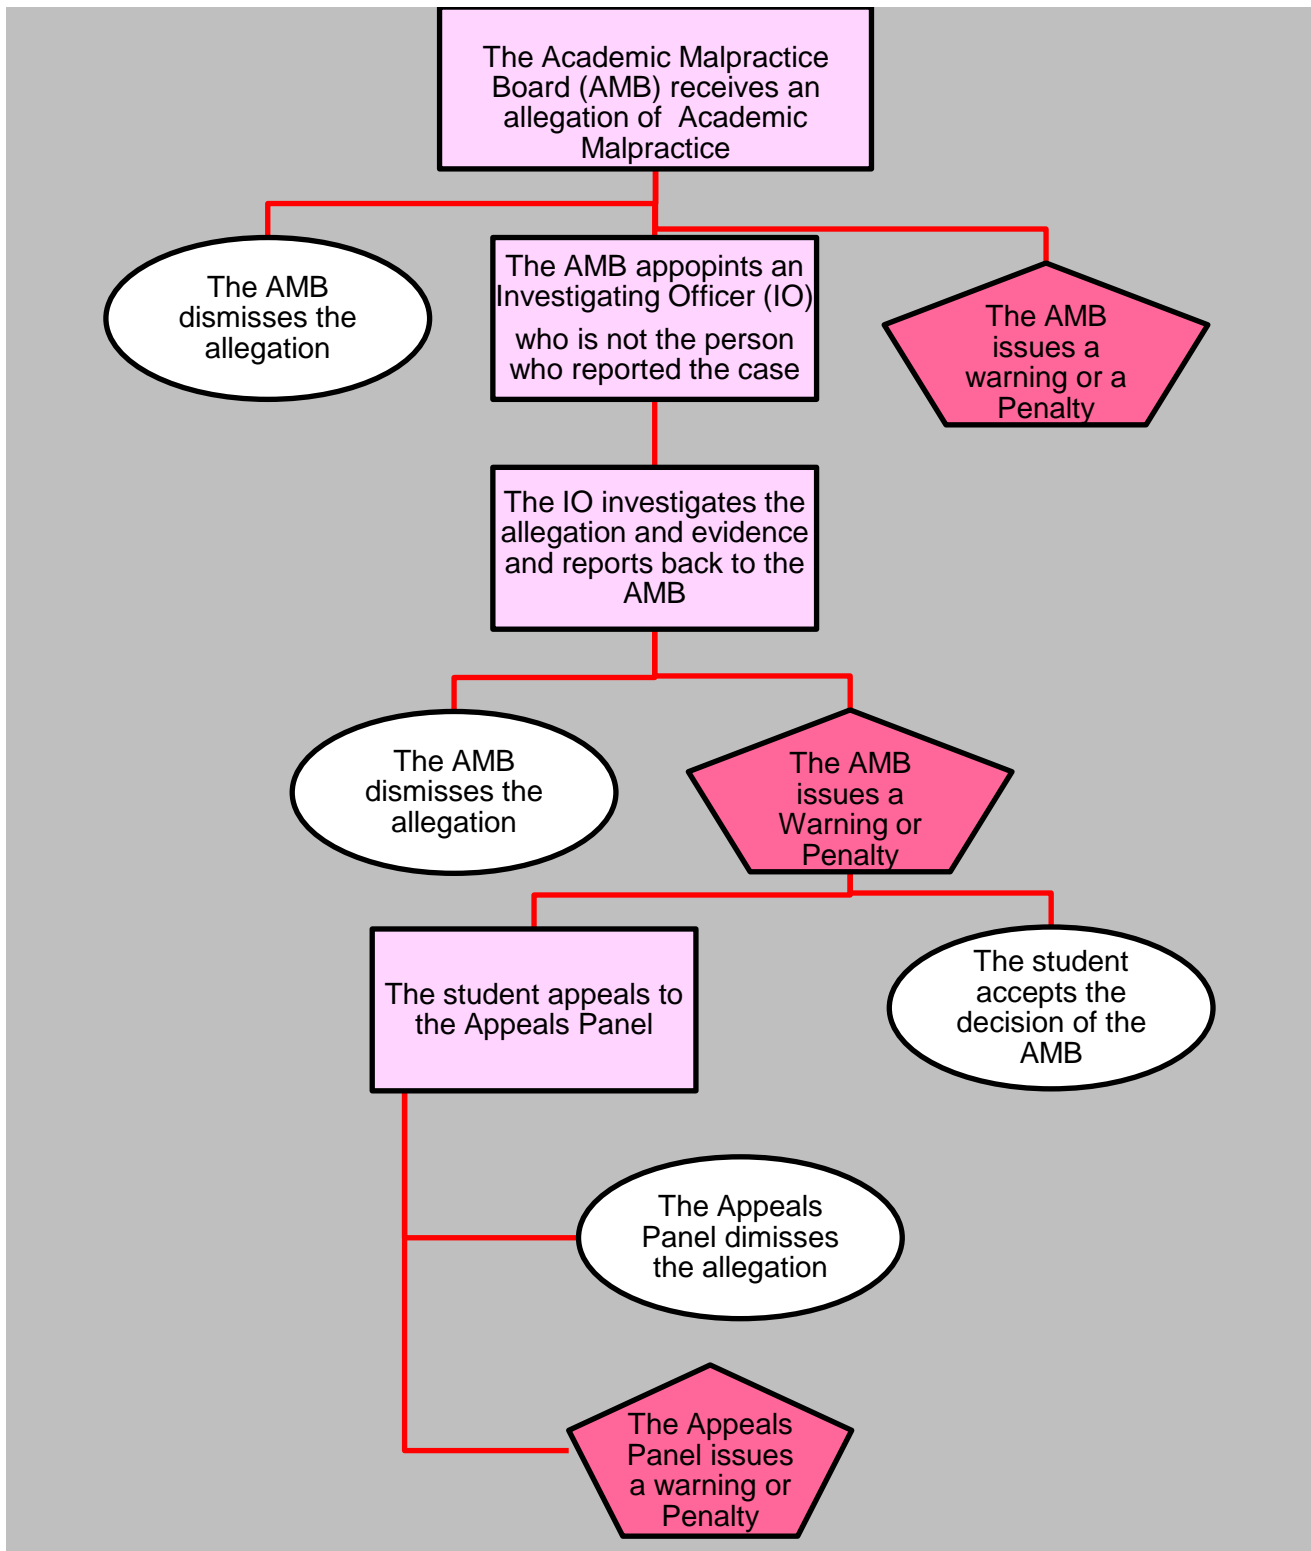 The Academic Malpractice
Board (AMB) receives an
allegation of  Academic
Malpractice
The AMB
dismisses the
allegation
The AMB appopints an
Investigating Officer (IO)
who is not the person
who reported the case
The AMB
issues a
warning or a
Penalty
The IO investigates the
allegation and evidence
and reports back to the
AMB
The AMB
dismisses the
allegation
The AMB
issues a
Warning or
Penalty
The student appeals to
the Appeals Panel
The student
accepts the
decision of the
AMB
The Appeals
Panel dimisses
the allegation
The Appeals
Panel issues
a warning or
Penalty